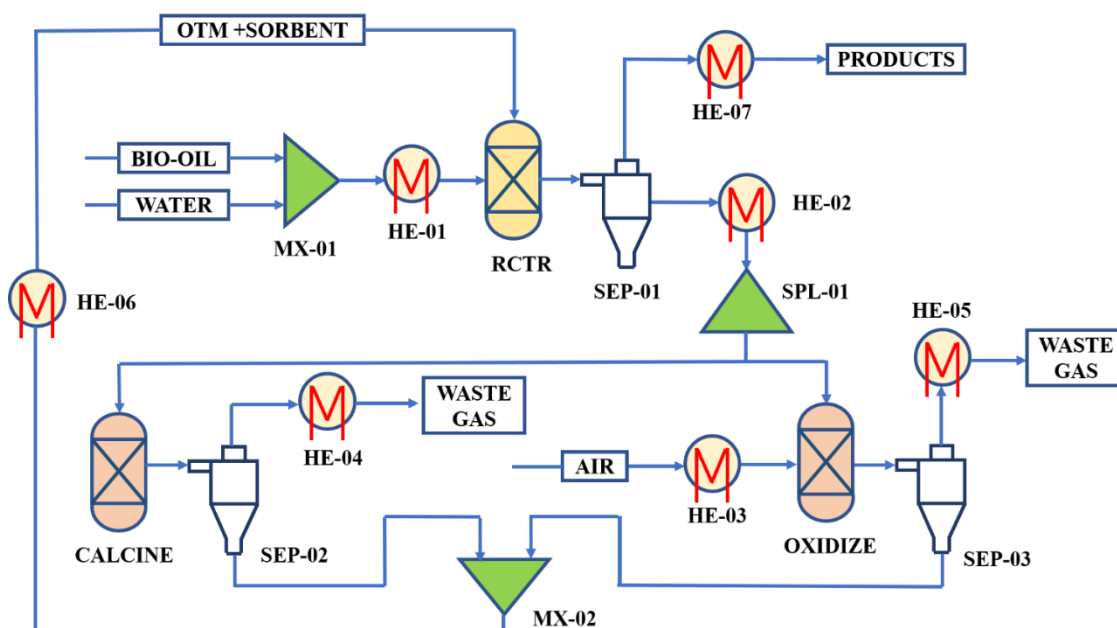 OTM +SORBENT
PRODUCTS
HE-07
BIO-OIL
WATER
MX-01
HE-01
RCTR
SEP-01
HE-02
SPL-01
HE-06
HE-05
WASTE
GAS
WASTE
GAS
HE-04
AIR
HE-03
CALCINE
SEP-02
OXIDIZE
SEP-03
MX-02